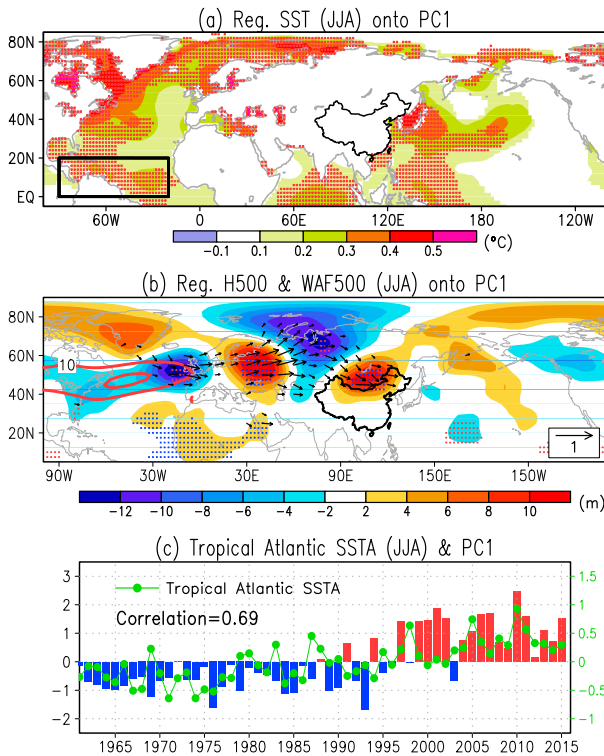 (a) Reg. SST (JJA) onto PC1
80N
60N
40N
20N
EQ
60W 0 60E 120E 180 120W
-0.1 0.1 0.2 0.3 0.4 0.5 (°C)
(b) Reg. H500 & WAF500 (JJA) onto PC1
80N
10
60N
40N
20N
1
90W 30W 30E 90E 150E 150W
-12 -10 -8 -6 -4 -2 2 4 6 8 10 (m)
(c) Tropical Atlantic SSTA (JJA) & PC1
3 1.5
Tropical Atlantic SSTA
2 1
Correlation=0.69
1 0.5
0 0
-1 -0.5
-2 -1
1965 1970 1975 1980 1985 1990 1995 2000 2005 2010 2015